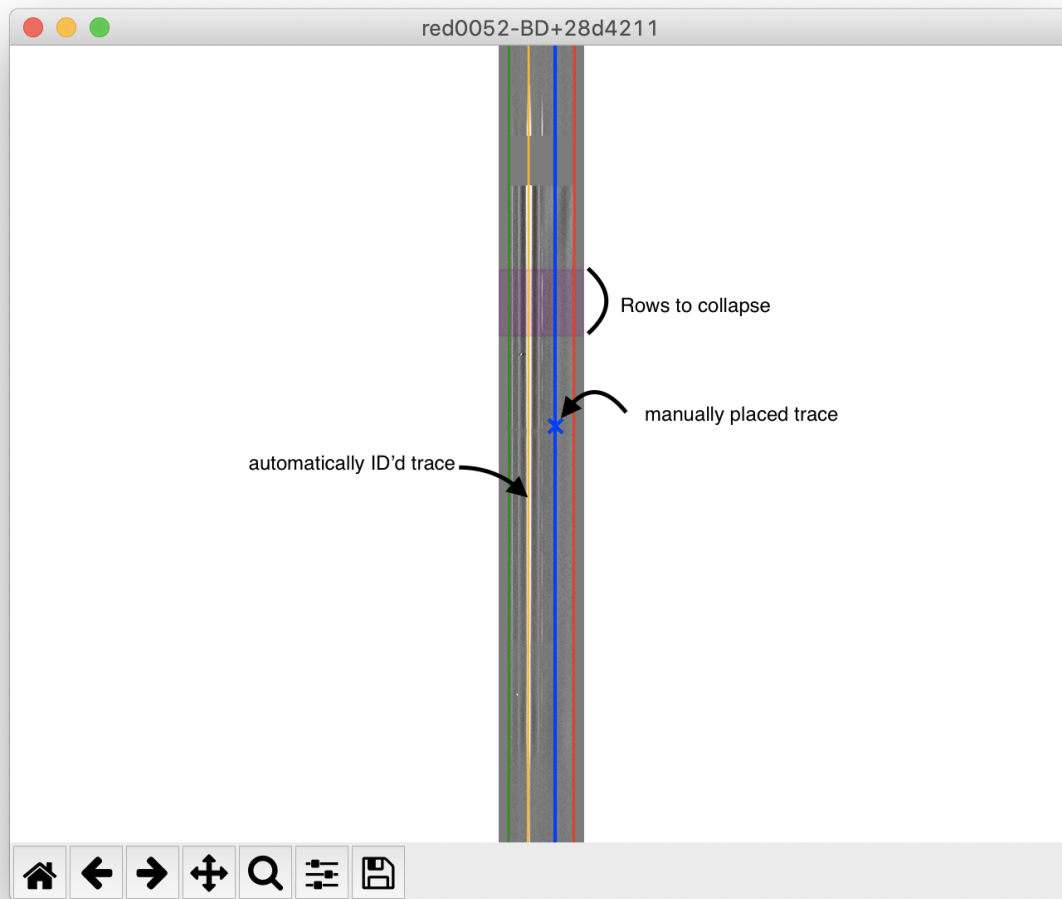 red0052-BD+28d4211
Rows to collapse
manually placed trace
automatically ID'd trace